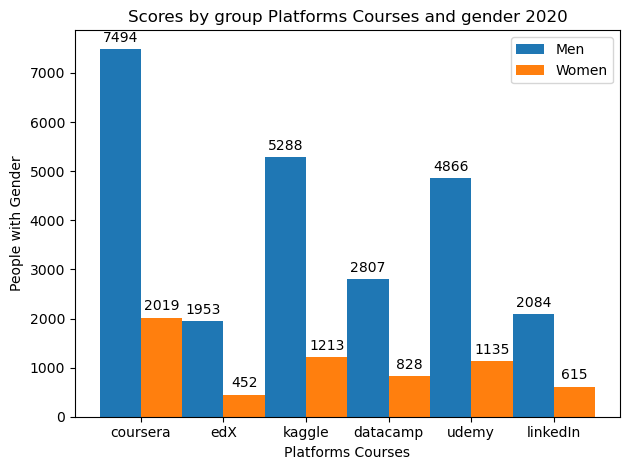 Scores by group Platforms Courses and gender 2020
7494
Men
Women
7000
6000
5288
5000
4866
People with Gender
4000
3000
2807
2019
1953
2084
2000
1213
1135
828
615
452
1000
0
coursera
edX
kaggle
datacamp
udemy
linkedIn
Platforms Courses